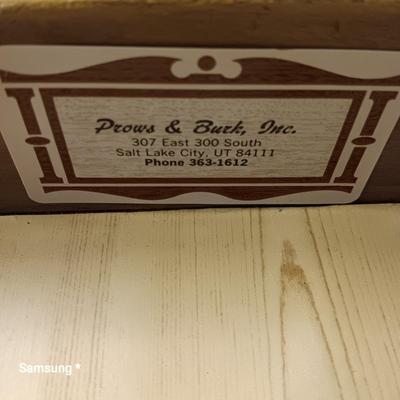 Prows & Burk, Inc.
307 East 300 South
Salt Lake City, UT 84111
Phone 363-1612
Samsung *